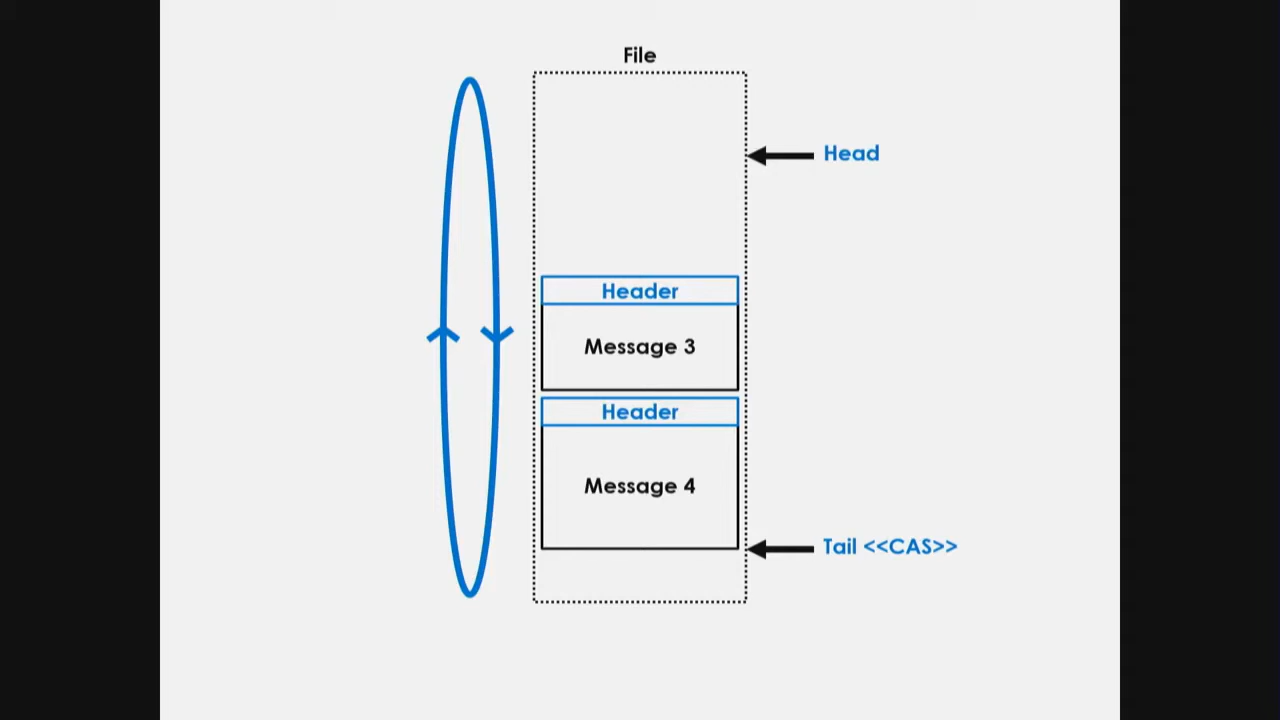 File
Head
Header
Message 3
Header
Message 4
Tail <<CAS>>